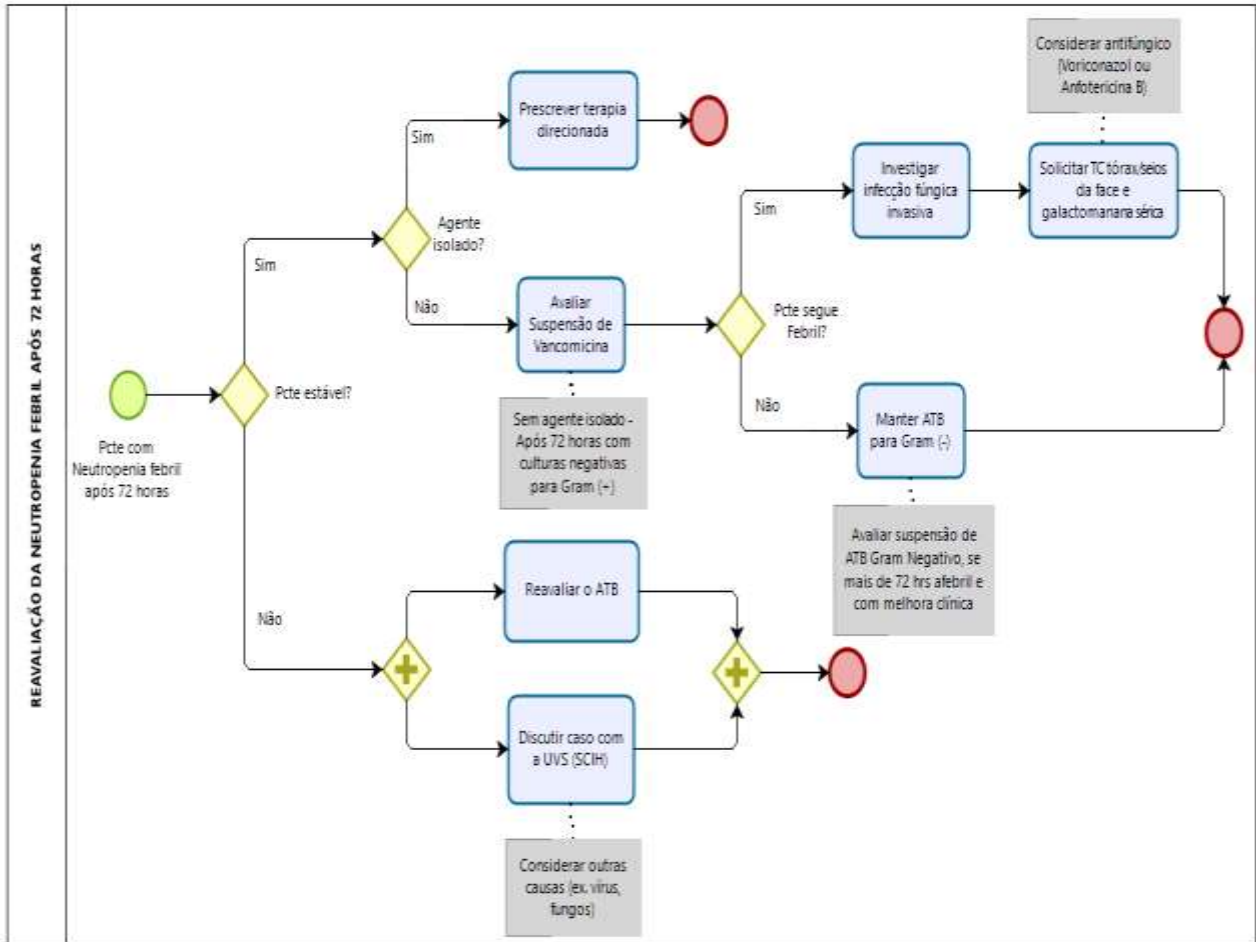 REAVALIAÇÃO DA NEUTROPENIA FEBRIL APÓS 72 HORAS
Pcte com
Neutropenia febril
após 72 horas
Pcte estável?
Sim
Não
Agente
isolado?
Sim
Não
Prescrever terapia
direcionada
Avaliar
Suspensão de
Vancomicina
Sem agente isolado -
Após 72 horas com
culturas negativas
para Gram (+)
Pcte segue
Febril?
Sim
Não
Investigar
infecção fúngica
invasiva
Considerar antifúngico
(Voriconazol ou
Anfotericina B)
Solicitar TC tórax/seios
da face e
galactomanana sérica
Manter ATB
para Gram (-)
Avaliar suspensão de
ATB Gram Negativo, se
mais de 72 hrs afebril e
com melhora clínica
Reavaliar o ATB
Discutir caso com
a UVS (SCIH)
Considerar outras
causas (ex. vírus,
fungos)